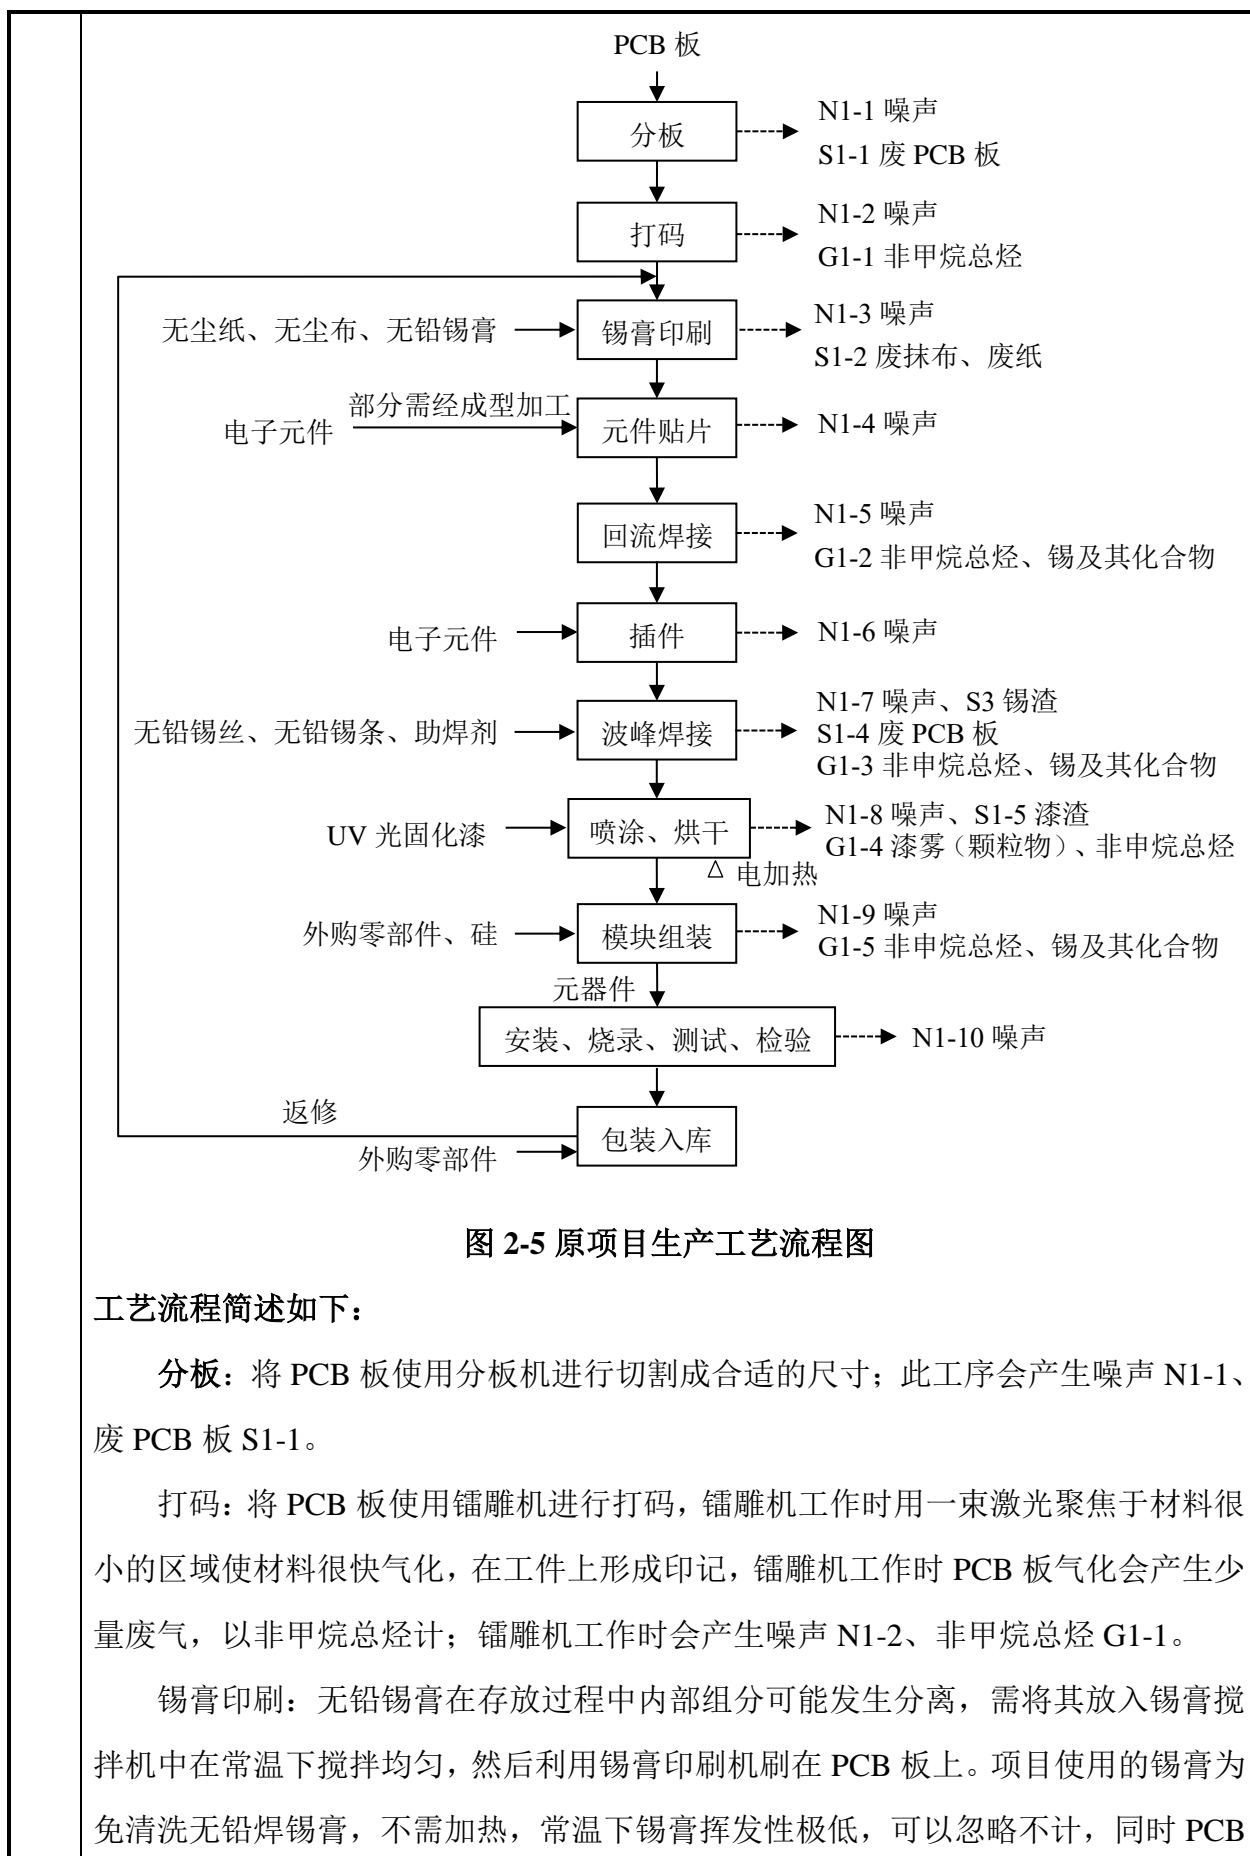 PCB 板
分板
N1-1 噪声
S1-1 废 PCB 板
打码
N1-2 噪声
G1-1 非甲烷总烃
无尘纸、无尘布、无铅锡膏
锡膏印刷
N1-3 噪声
S1-2 废抹布、废纸
电子元件
部分需经成型加工
元件贴片
N1-4 噪声
回流焊接
N1-5 噪声
G1-2 非甲烷总烃、锡及其化合物
电子元件
插件
N1-6 噪声
无铅锡丝、无铅锡条、助焊剂
波峰焊接
N1-7 噪声、S3 锡渣
S1-4 废 PCB 板
G1-3 非申烷总烃、锡及其化合物
UV 光固化漆
喷涂、烘干
N1-8 噪声、S1-5 漆渣
G1-4 漆雾（颗粒物）、非申烷总烃
△ 电加热
外购零部件、硅
模块组装
N1-9 噪声
G1-5 非申烷总烃、锡及其化合物
元器件
安装、烧录、测试、检验
N1-10 噪声
返修
包装入库
外购零部件
图 2-5 原项目生产工艺流程图
工艺流程简述如下：
分板：将 PCB 板使用分板机进行切割成合适的尺寸；此工序会产生噪声 N1-1、
废 PCB 板 S1-1。
打码：将 PCB 板使用镭雕机进行打码，镭雕机工作时用一束激光聚焦于材料很
小的区域使材料很快气化，在工件上形成印记，镭雕机工作时 PCB 板气化会产生少
量废气，以非甲烷总烃计；镭雕机工作时会产生噪声 N1-2、非甲烷总烃 G1-1。
锡膏印刷：无铅锡膏在存放过程中内部组分可能发生分离，需将其放入锡膏搅
拌机中在常温下搅拌均匀，然后利用锡膏印刷机刷在 PCB 板上。项目使用的锡膏为
免清洗无铅焊锡膏，不需加热，常温下锡膏挥发性极低，可以忽略不计，同时 PCB